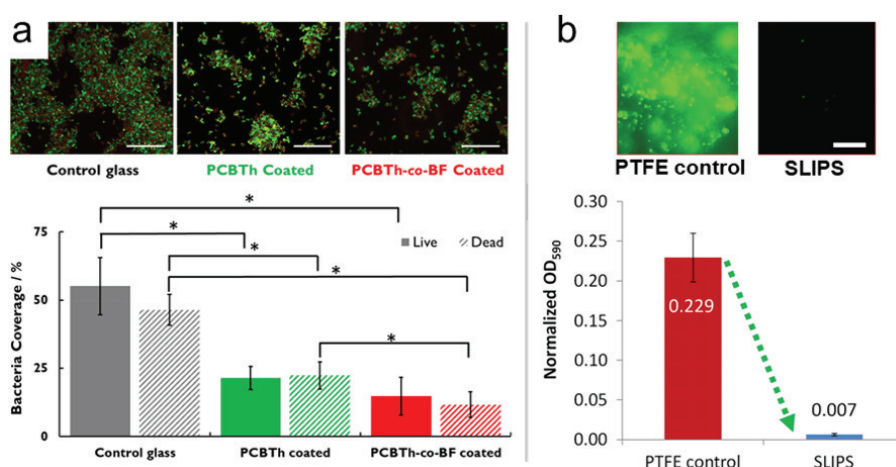 a
Control glass
PCBTh Coated
PCBTh-co-BF Coated
*
*
*
*
*
Live
Dead
Bacteria Coverage / %
75
50
25
0
Control glass
PCBTh coated
PCBTh-co-BF coated
b
PTFE control
SLIPS
Normalized OD590
0.30
0.25
0.20
0.15
0.10
0.05
0.00
0.229
0.007
PTFE control
SLIPS